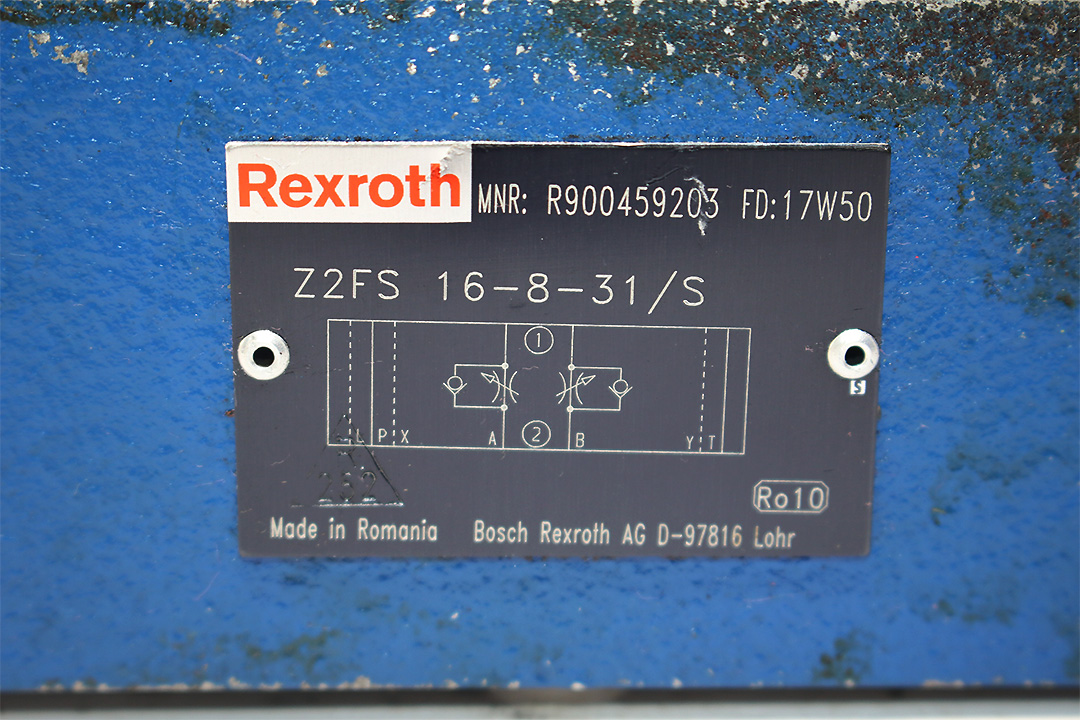 Rexroth MNR: R900459203 FD:17W50
Z2FS 16-8-31/S
1
L P X A 2 B Y T
S
282
Ro10
Made in Romania Bosch Rexroth AG D-97816 Lohr